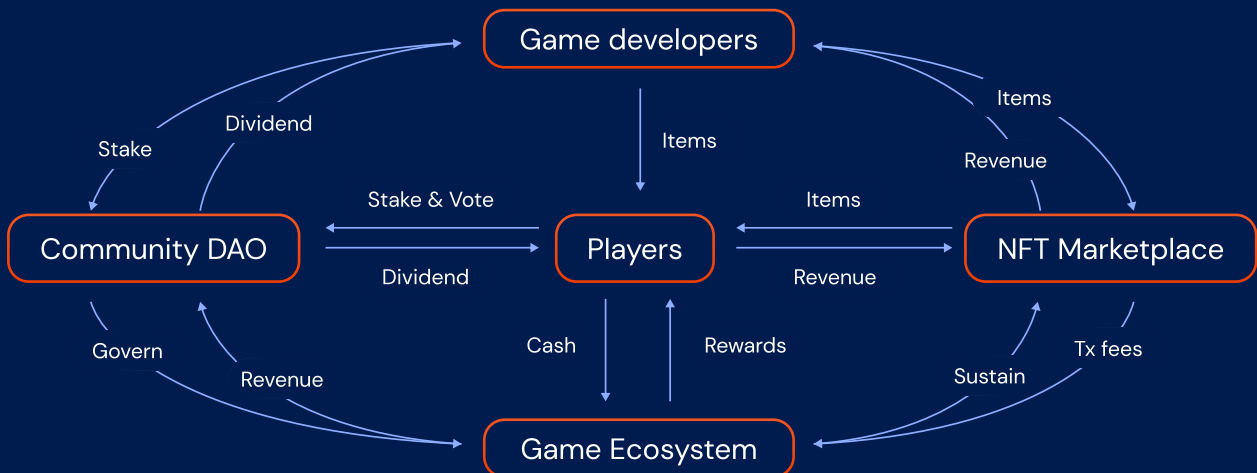 Game developers
Items
Dividend
Stake
Items
Revenue
Stake & Vote
Items
Community DAO
Players
NFT Marketplace
Dividend
Revenue
Govern
Cash
Rewards
Tx fees
Revenue
Sustain
Game Ecosystem